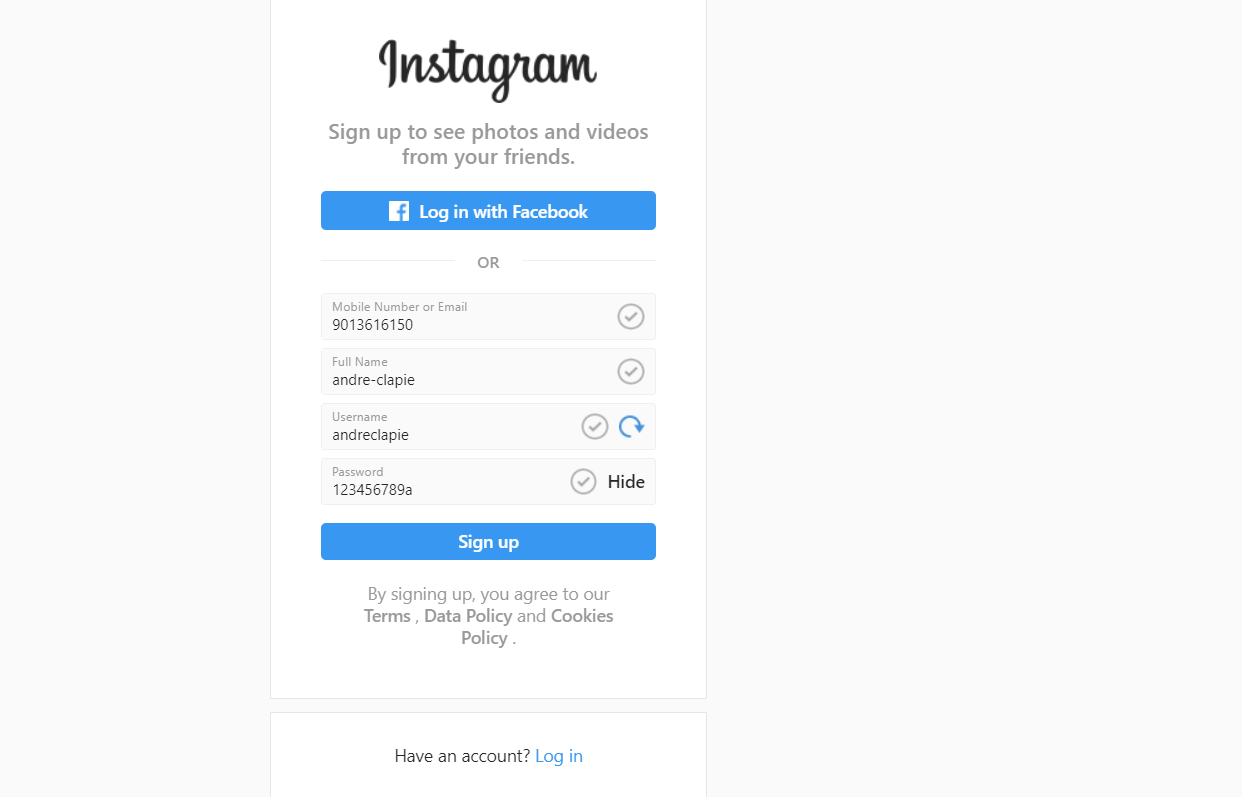 Instagram
Sign up to see photos and videos
from your friends.
Log in with Facebook
OR
Mobile Number or Email
9013616150
Full Name
andre-clapie
Username
andreclapie
Password
123456789a
Hide
Sign up
By signing up, you agree to our
Terms , Data Policy and Cookies
Policy .
Have an account? Log in